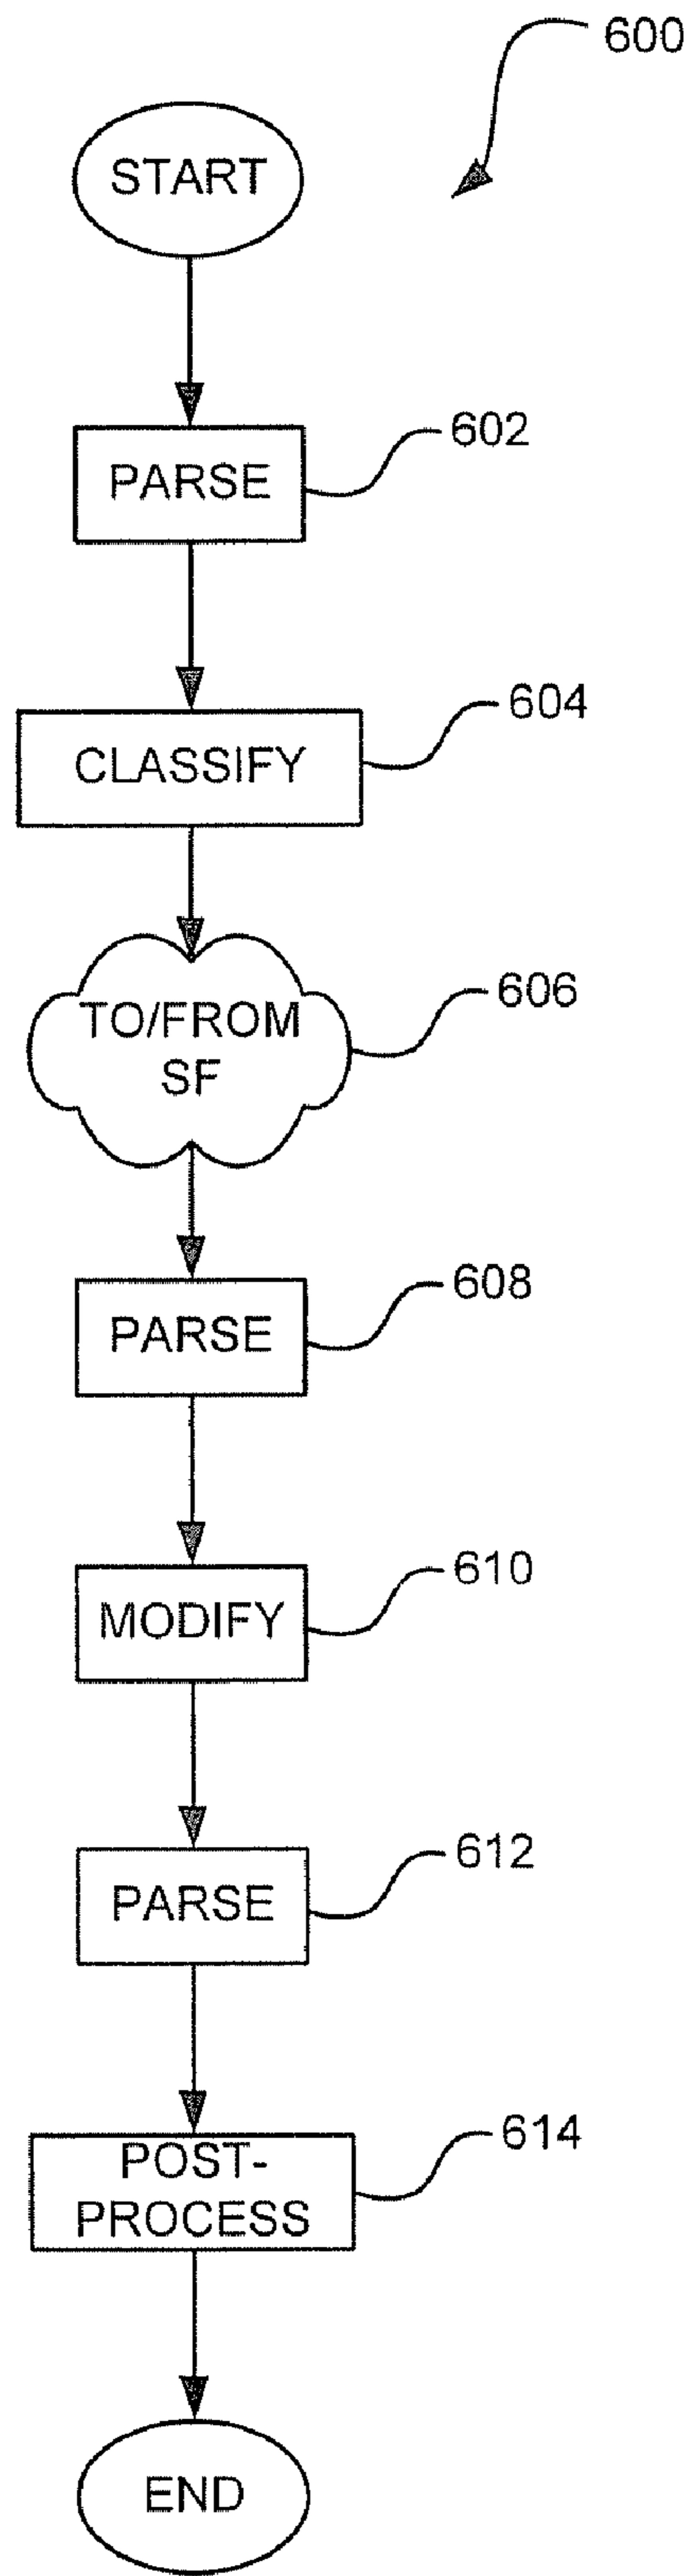 600
START
602
PARSE
604
CLASSIFY
606
TO/FROM
SF
608
PARSE
610
MODIFY
612
PARSE
614
POST-
PROCESS
END